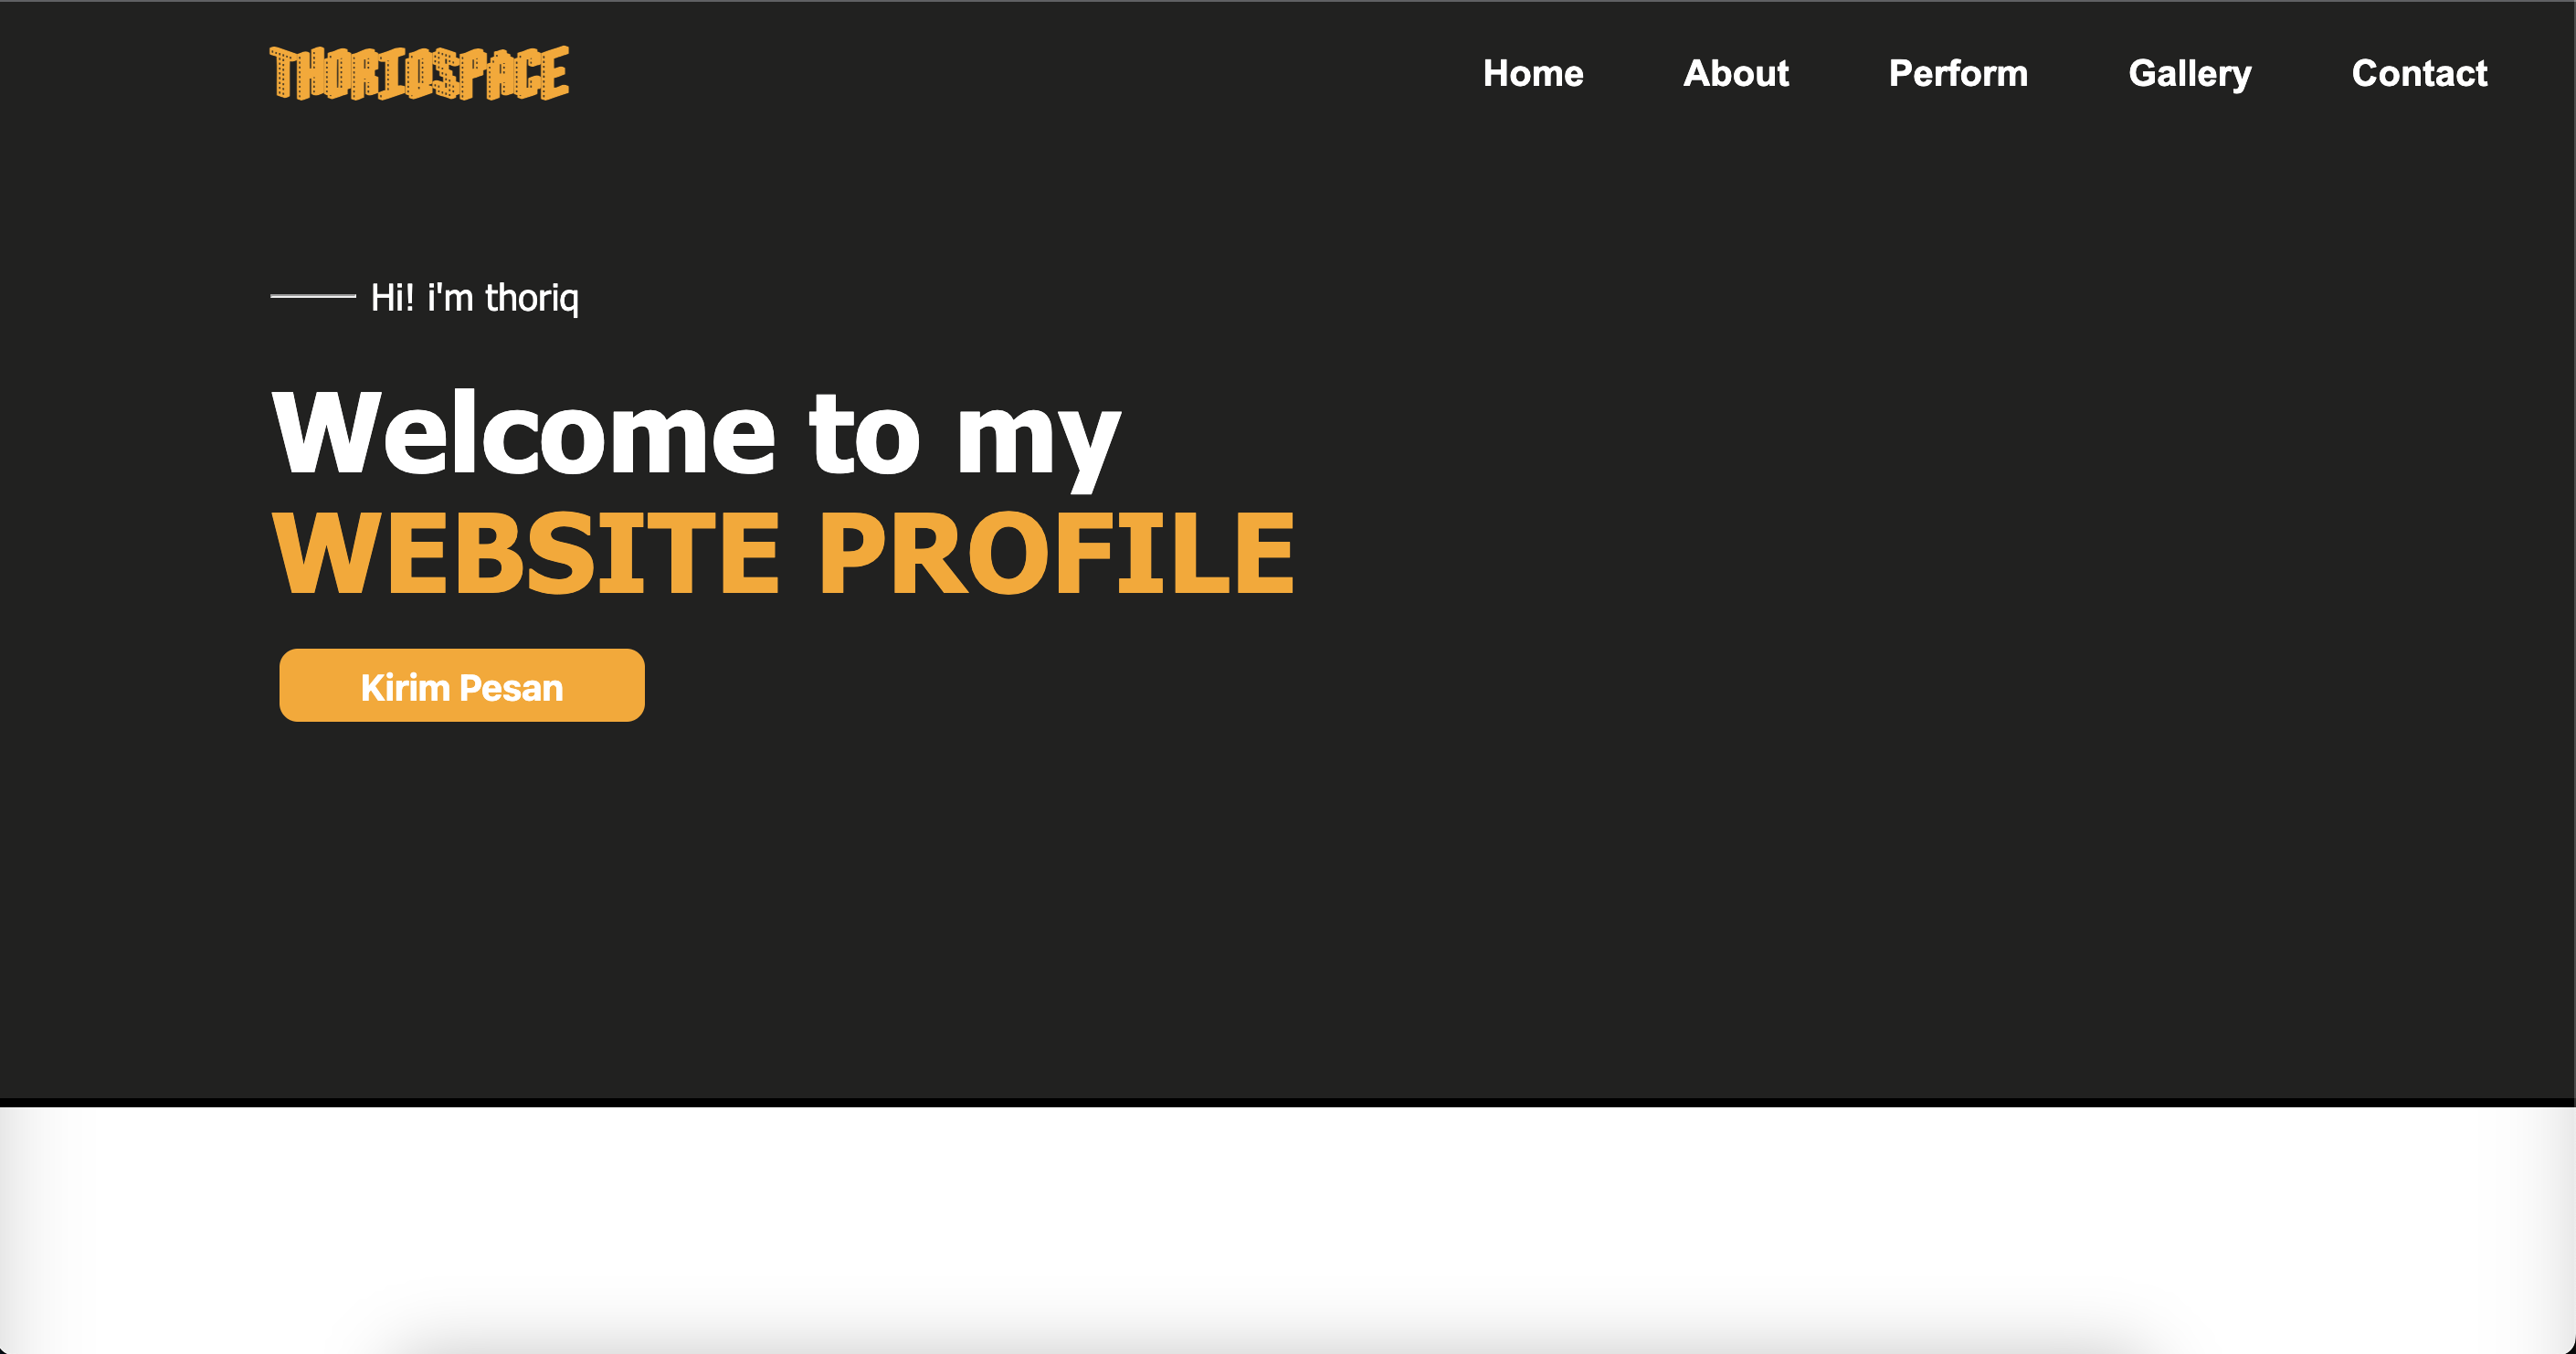 THORIQSPACE
Home About Perform Gallery Contact
Hi! i'm thoriq
Welcome to my
WEBSITE PROFILE
Kirim Pesan